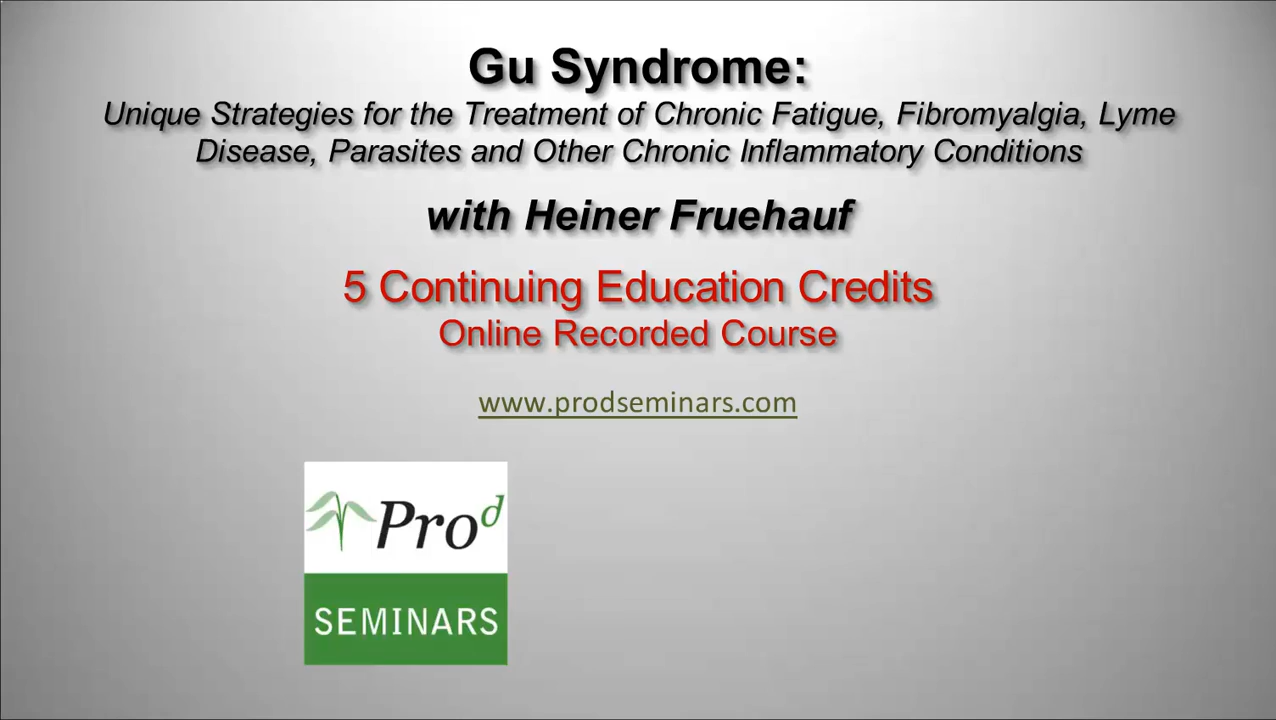 Gu Syndrome:
Unique Strategies for the Treatment of Chronic Fatigue, Fibromyalgia, Lyme
Disease, Parasites and Other Chronic Inflammatory Conditions
with Heiner Fruehauf
5 Continuing Education Credits
Online Recorded Course
www.prodseminars.com
Pro d
SEMINARS